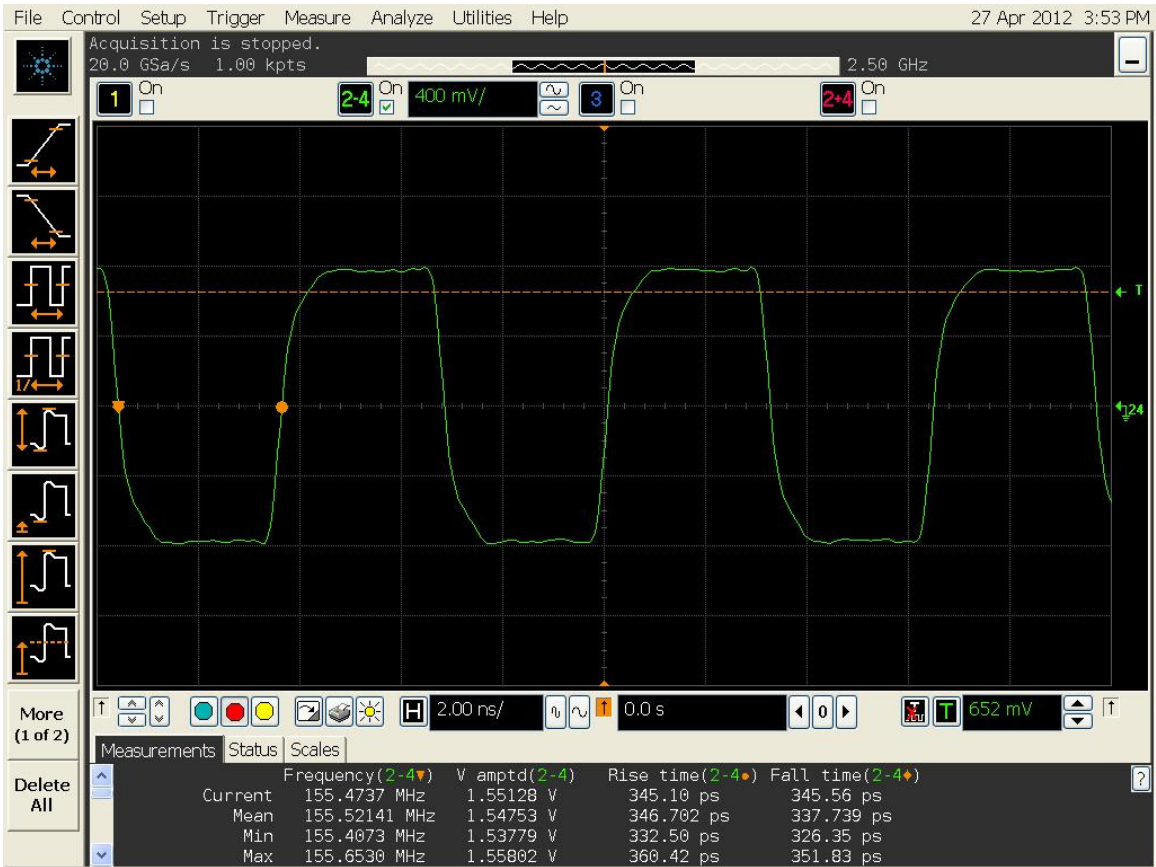 File Control Setup Trigger Measure Analyze Utilities Help 27 Apr 2012 3:53 PM
Acquisition is stopped.
20.0 GSa/s 1.00 kpts 2.50 GHz
1 On 2-4 On 400 mV/ 3 On 2+4 On
T
24
1/
More
(1 of 2)
Delete
All
H 2.00 ns/ 0.0 s 0 T 652 mV
Measurements Status Scales
Frequency(2-4) V amptd(2-4) Rise time(2-4) Fall time(2-4) ?
Current 155.4737 MHz 1.55128 V 345.10 ps 345.56 ps
Mean 155.52141 MHz 1.54753 V 346.702 ps 337.739 ps
Min 155.4073 MHz 1.53779 V 332.50 ps 326.35 ps
Max 155.6530 MHz 1.55802 V 360.42 ps 351.83 ps